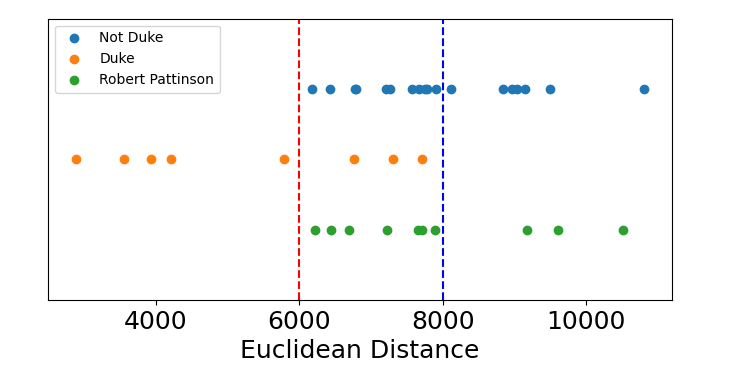 Not Duke
Duke
Robert Pattinson
4000 6000 8000 10000
Euclidean Distance